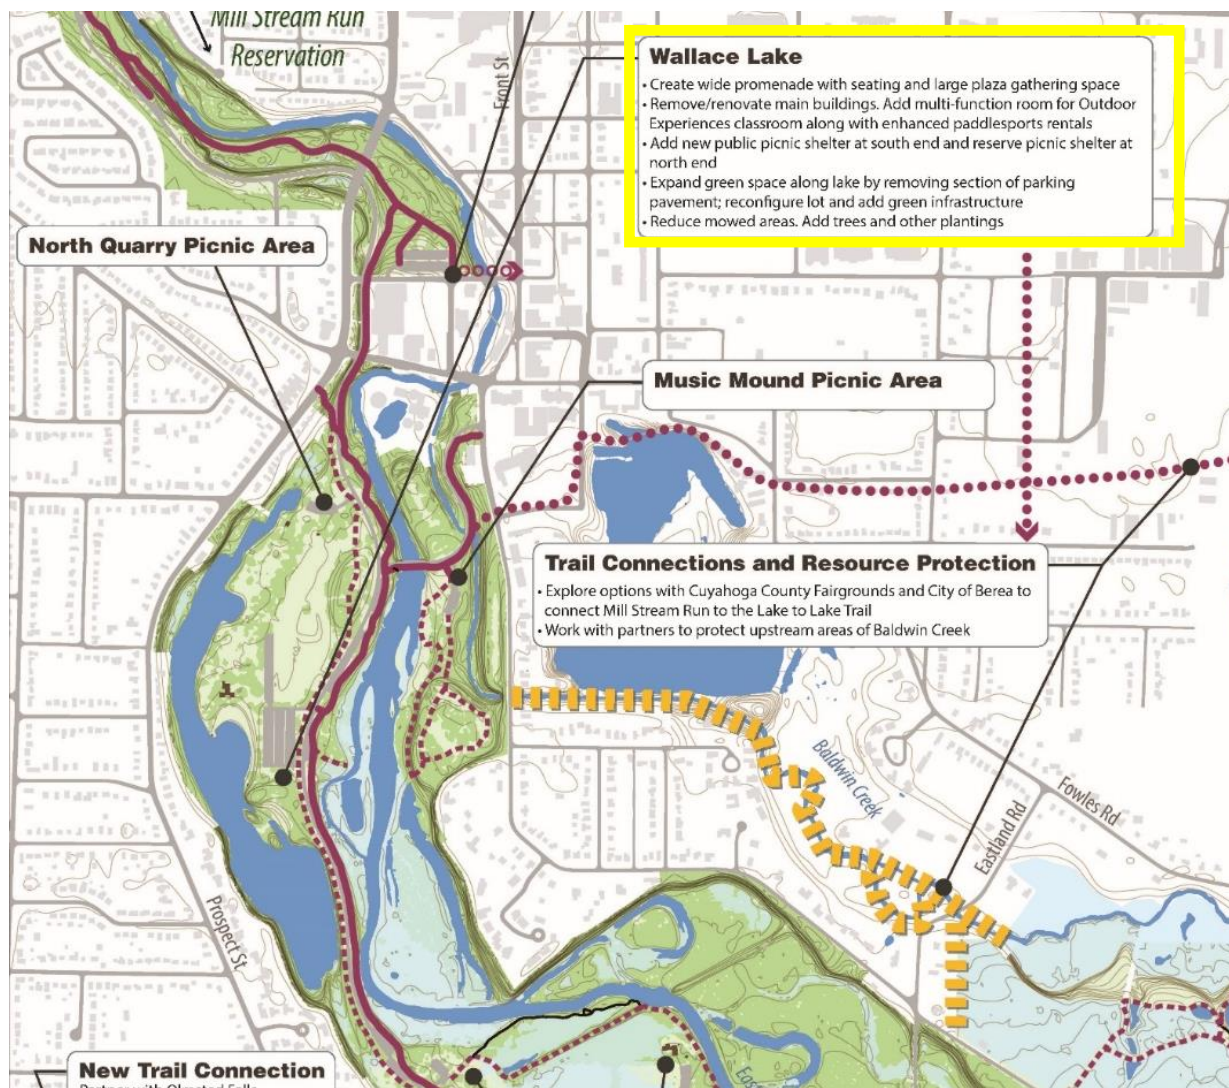 Mill Stream Run
Reservation
Front St
Wallace Lake
• Create wide promenade with seating and large plaza gathering space
• Remove/renovate main buildings. Add multi-function room for Outdoor
Experiences classroom along with enhanced paddlesports rentals
• Add new public picnic shelter at south end and reserve picnic shelter at
north end
• Expand green space along lake by removing section of parking
pavement; reconfigure lot and add green infrastructure
• Reduce mowed areas. Add trees and other plantings
North Quarry Picnic Area
Music Mound Picnic Area
Trail Connections and Resource Protection
• Explore options with Cuyahoga County Fairgrounds and City of Berea to
connect Mill Stream Run to the Lake to Lake Trail
• Work with partners to protect upstream areas of Baldwin Creek
Baldwin Creek
Eastland Rd
Fowles Rd
Prospect St
New Trail Connection
Partner with Olmsted Falls